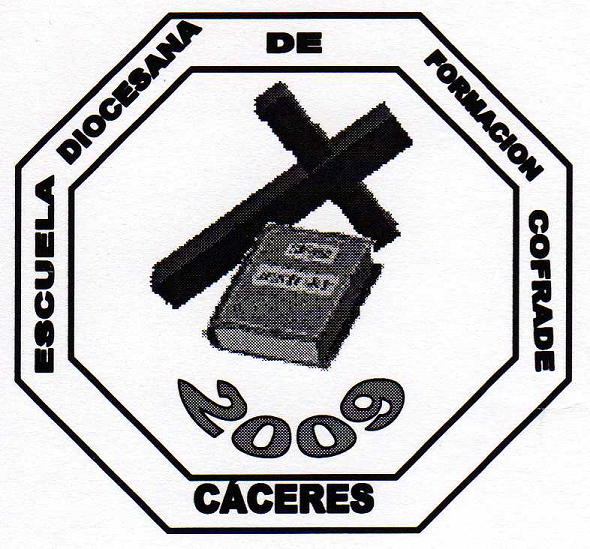 ESCUELA DIOCESANA DE FORMACION COFRADE
2009
CÁCERES